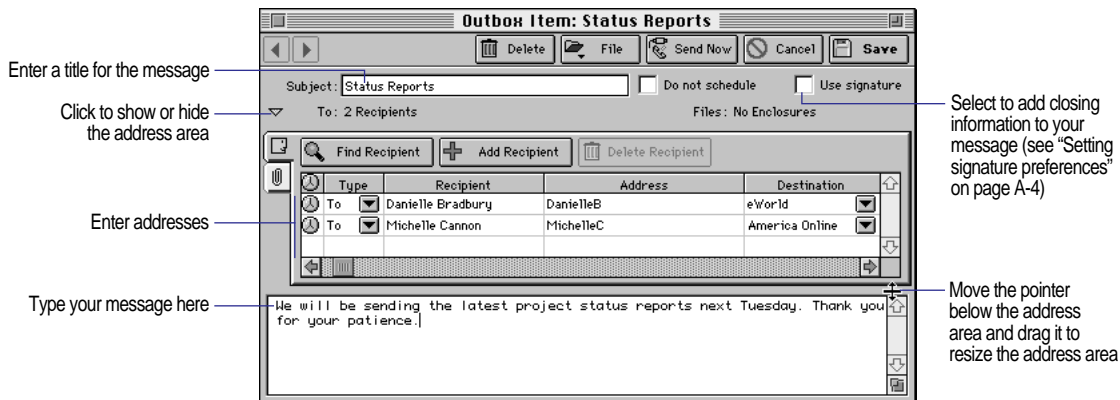 Outbox Item: Status Reports
Delete File Send Now Cancel Save
Enter a title for the message
Subject: Status Reports Do not schedule Use signature
Click to show or hide
the address area
To: 2 Recipients Files: No Enclosures
Select to add closing
information to your
message (see “Setting
signature preferences”
on page A-4)
Find Recipient Add Recipient Delete Recipient
Type Recipient Address Destination
Enter addresses
To Danielle Bradbury DanielleB eWorld
To Michelle Cannon MichelleC America Online
Type your message here
We will be sending the latest project status reports next Tuesday. Thank you
for your patience.
Move the pointer
below the address
area and drag it to
resize the address area